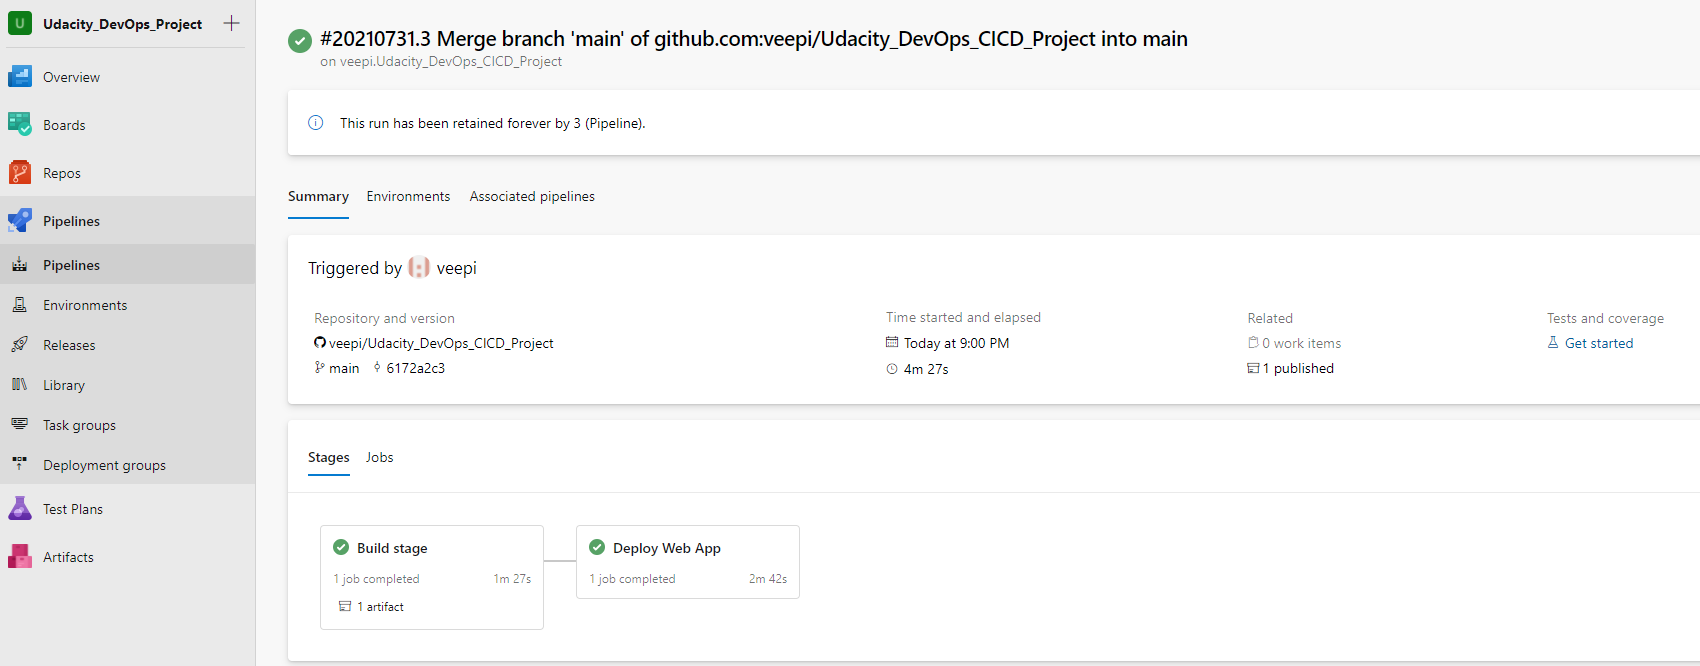 U Udacity_DevOps_Project
Overview
Boards
Repos
Pipelines
Pipelines
Environments
Releases
Library
Task groups
Deployment groups
Test Plans
Artifacts
#20210731.3 Merge branch 'main' of github.com:veepi/Udacity_DevOps_CICD_Project into main
on veepi.Udacity_DevOps_CICD_Project
This run has been retained forever by 3 (Pipeline).
Summary Environments Associated pipelines
Triggered by veepi
Repository and version
veepi/Udacity_DevOps_CICD_Project
main 6172a2c3
Time started and elapsed
Today at 9:00 PM
4m 27s
Related
0 work items
1 published
Tests and coverage
Get started
Stages Jobs
Build stage
1 job completed 1m 27s
1 artifact
Deploy Web App
1 job completed 2m 42s